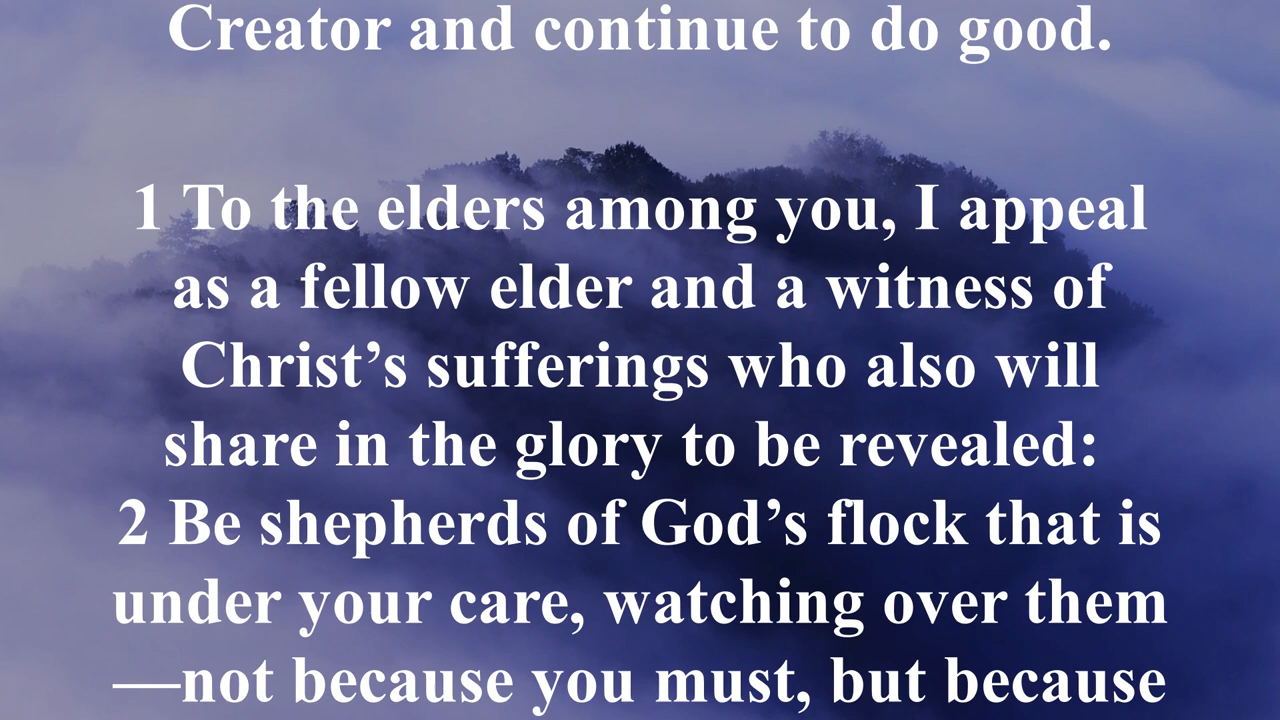 Creator and continue to do good.
1 To the elders among you, I appeal
as a fellow elder and a witness of
Christ’s sufferings who also will
share in the glory to be revealed:
2 Be shepherds of God’s flock that is
under your care, watching over them
—not because you must, but because